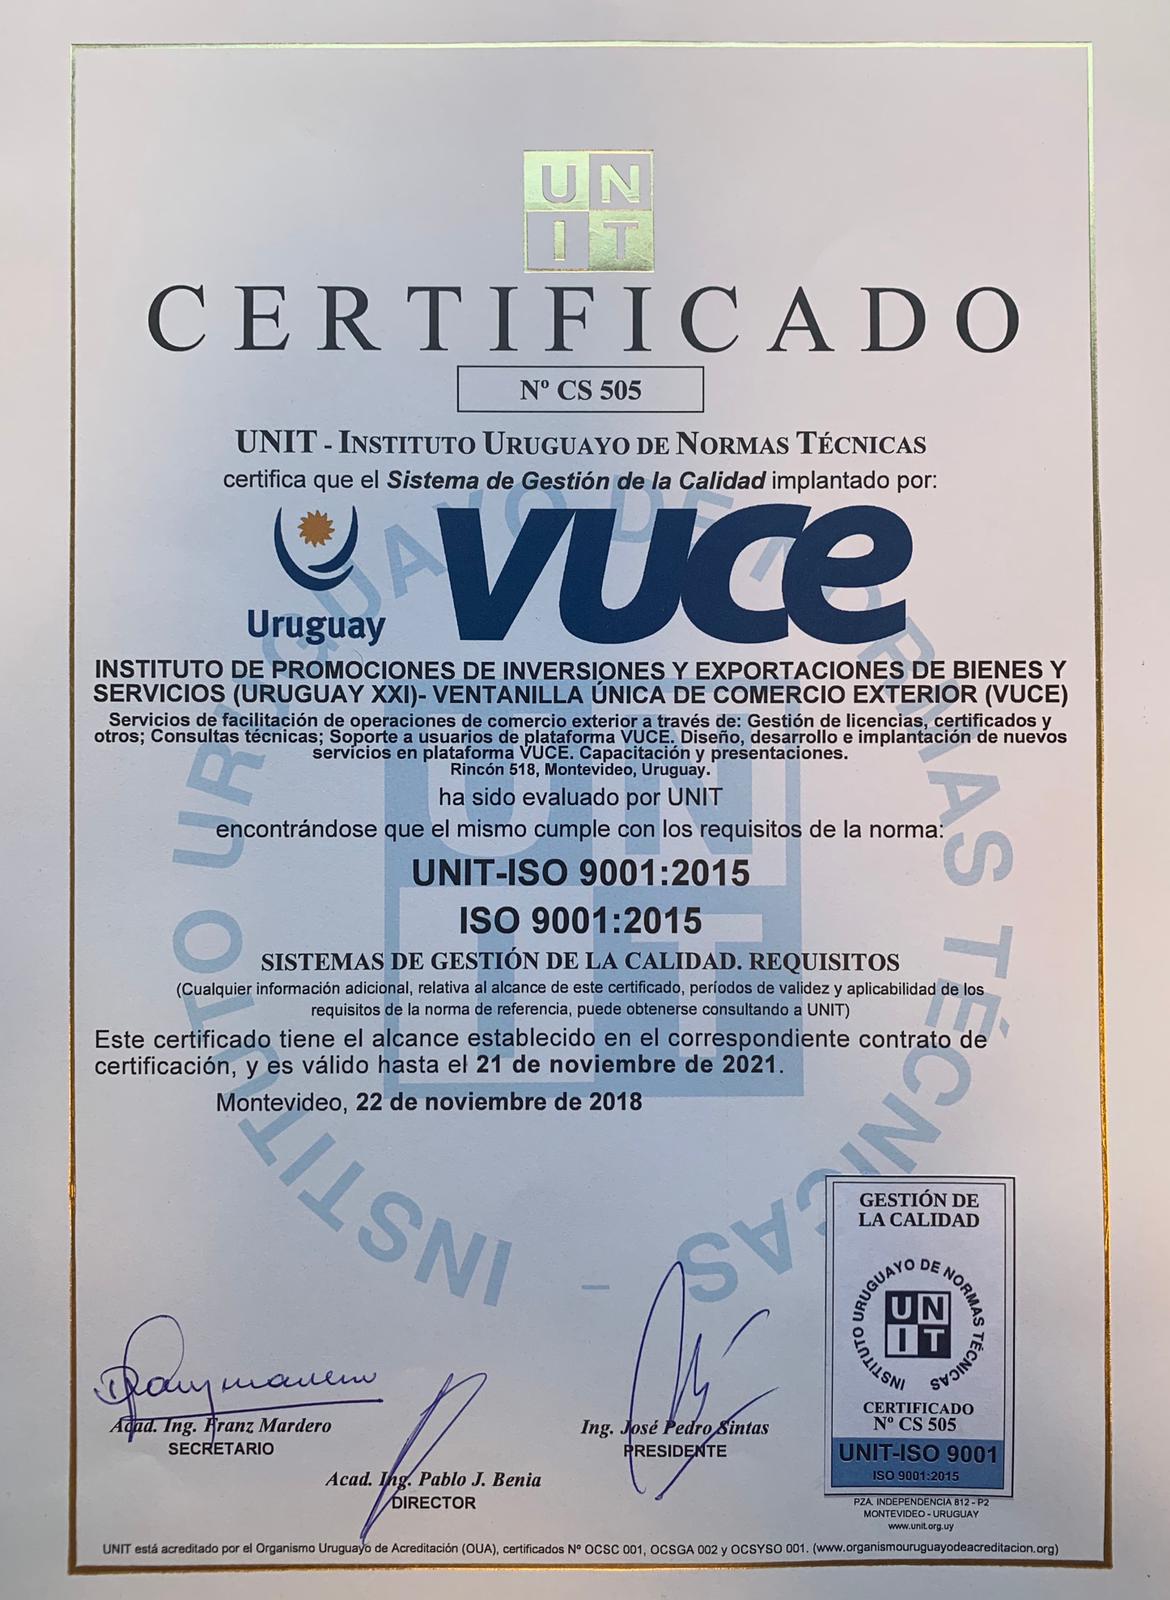 UN
IT
CERTIFICADO
Nº CS 505
UNIT - INSTITUTO URUGUAYO DE NORMAS TÉCNICAS
certifica que el Sistema de Gestión de la Calidad implantado por:
Uruguay
vuce
INSTITUTO DE PROMOCIONES DE INVERSIONES Y EXPORTACIONES DE BIENES Y
SERVICIOS (URUGUAY XXI)- VENTANILLA ÚNICA DE COMERCIO EXTERIOR (VUCE)
Servicios de facilitación de operaciones de comercio exterior a través de: Gestión de licencias, certificados y
otros; Consultas técnicas; Soporte a usuarios de plataforma VUCE. Diseño, desarrollo e implantación de nuevos
servicios en plataforma VUCE. Capacitación y presentaciones.
Rincón 518, Montevideo, Uruguay.
ha sido evaluado por UNIT
encontrándose que el mismo cumple con los requisitos de la norma:
UNIT-ISO 9001:2015
ISO 9001:2015
SISTEMAS DE GESTIÓN DE LA CALIDAD. REQUISITOS
(Cualquier información adicional, relativa al alcance de este certificado, períodos de validez y aplicabilidad de los
requisitos de la norma de referencia, puede obtenerse consultando a UNIT)
Este certificado tiene el alcance establecido en el correspondiente contrato de
certificación, y es válido hasta el 21 de noviembre de 2021.
Montevideo, 22 de noviembre de 2018
INSTITUTO URUGUAYO DE NORMAS TÉCNICAS -
UN
IT
Acad. Ing. Franz Mardero
SECRETARIO
Acad. Ing. Pablo J. Benia
DIRECTOR
Ing. José Pedro Sintas
PRESIDENTE
GESTIÓN DE
LA CALIDAD
INSTITUTO URUGUAYO DE NORMAS TÉCNICAS
UN
IT
CERTIFICADO
Nº CS 505
UNIT-ISO 9001
ISO 9001:2015
PZA. INDEPENDENCIA 812 - P2
MONTEVIDEO - URUGUAY
www.unit.org.uy
UNIT está acreditado por el Organismo Uruguayo de Acreditación (OUA), certificados Nº OCSC 001, OCSGA 002 y OCSYSO 001. (www.organismouruguayodeacreditacion.org)